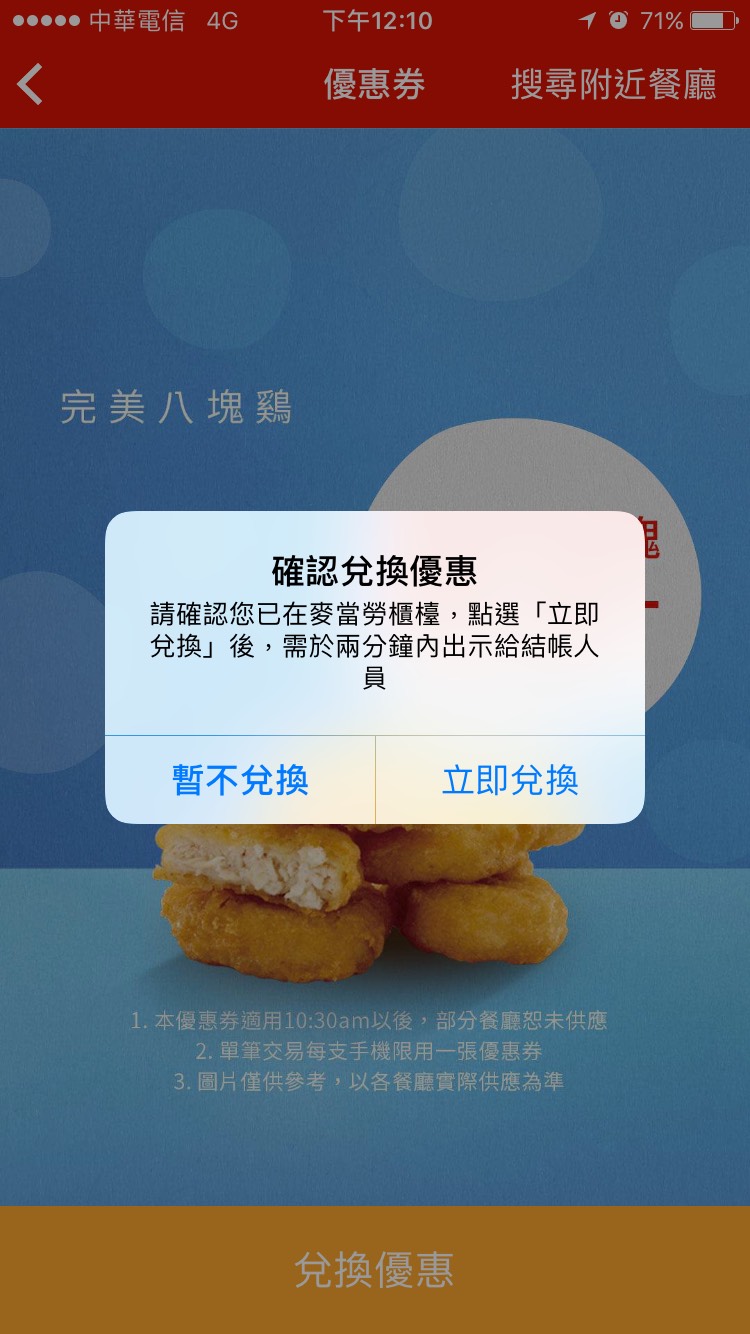 中華電信 4G 下午12:10 71%
優惠券 搜尋附近餐廳
完美八塊鷄
塊
確認兌換優惠
請確認您已在麥當勞櫃檯，點選「立即
兌換」後，需於兩分鐘內出示給結帳人
員
暫不兌換 立即兌換
1. 本優惠券適用10:30am以後，部分餐廳恕未供應
2. 單筆交易每支手機限用一張優惠券
3. 圖片僅供參考，以各餐廳實際供應為準
兌換優惠